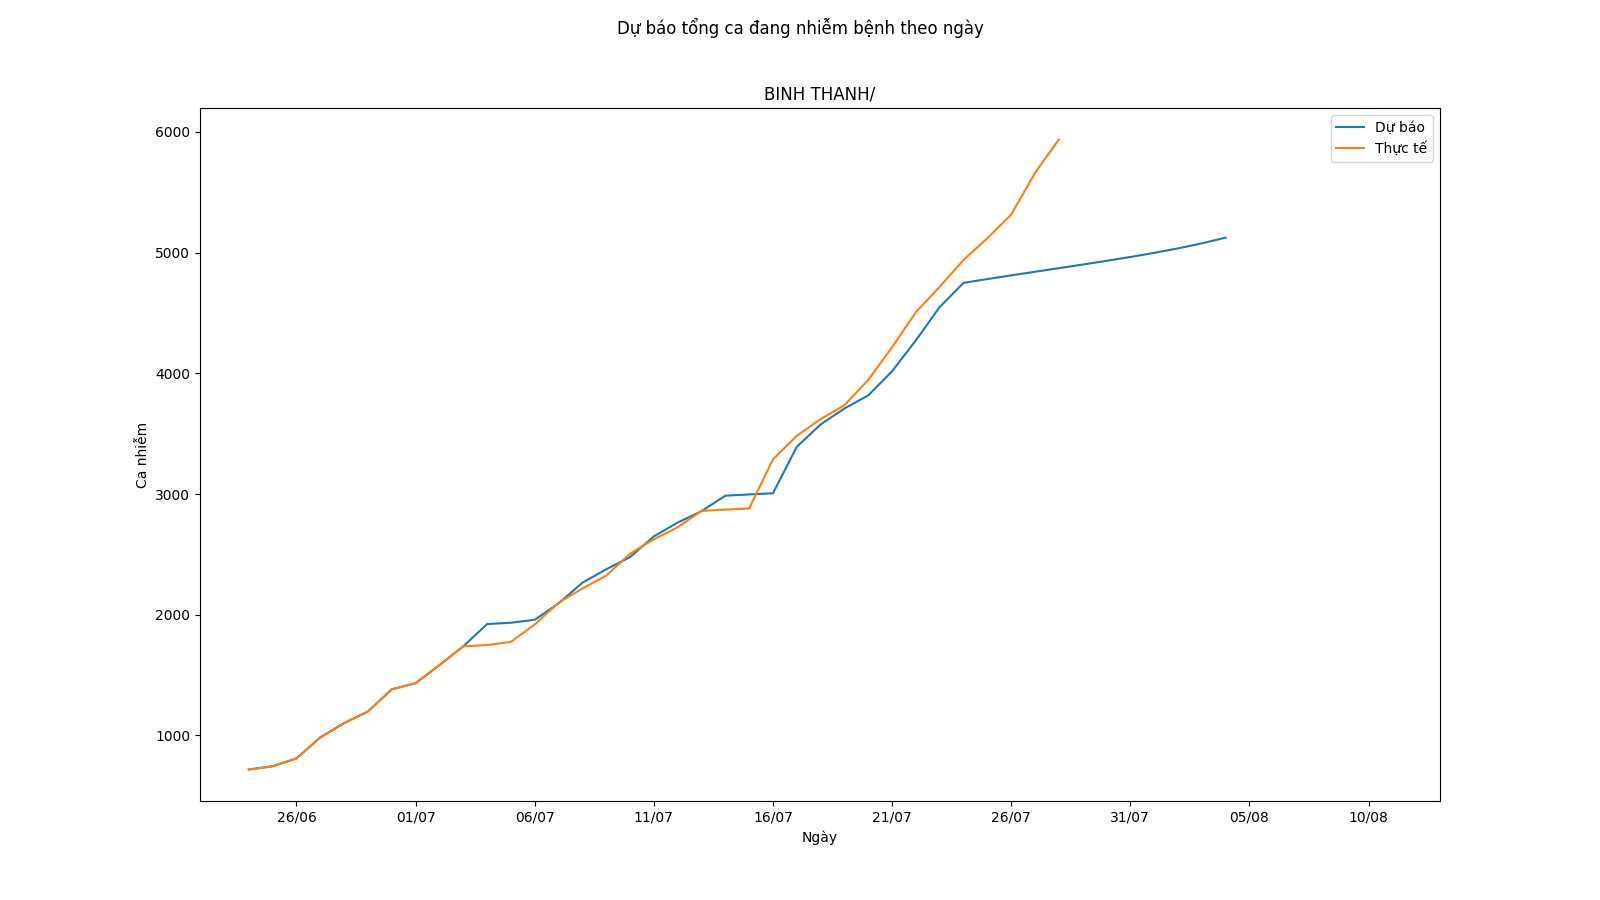 Dự báo tổng ca đang nhiễm bệnh theo ngày
BINH THANH/
Dự báo
Thực tế
6000
5000
4000
3000
2000
1000
Ca nhiễm
26/06 01/07 06/07 11/07 16/07 21/07 26/07 31/07 05/08 10/08
Ngày